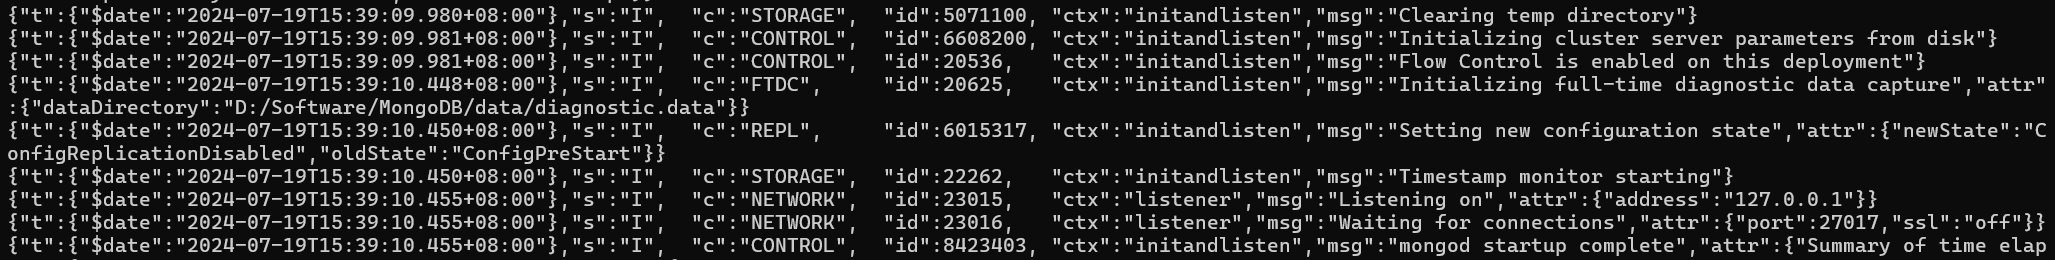 {"t":{"$date":"2024-07-19T15:39:09.980+08:00"},"s":"I",  "c":"STORAGE",  "id":5071100, "ctx":"initandlisten","msg":"Clearing temp directory"}
{"t":{"$date":"2024-07-19T15:39:09.981+08:00"},"s":"I",  "c":"CONTROL",  "id":6608200, "ctx":"initandlisten","msg":"Initializing cluster server parameters from disk"}
{"t":{"$date":"2024-07-19T15:39:09.981+08:00"},"s":"I",  "c":"CONTROL",  "id":20536,   "ctx":"initandlisten","msg":"Flow Control is enabled on this deployment"}
{"t":{"$date":"2024-07-19T15:39:10.448+08:00"},"s":"I",  "c":"FTDC",     "id":20625,   "ctx":"initandlisten","msg":"Initializing full-time diagnostic data capture","attr"
:{"dataDirectory":"D:/Software/MongoDB/data/diagnostic.data"}}
{"t":{"$date":"2024-07-19T15:39:10.450+08:00"},"s":"I",  "c":"REPL",     "id":6015317, "ctx":"initandlisten","msg":"Setting new configuration state","attr":{"newState":"C
onfigReplicationDisabled","oldState":"ConfigPreStart"}}
{"t":{"$date":"2024-07-19T15:39:10.450+08:00"},"s":"I",  "c":"STORAGE",  "id":22262,   "ctx":"initandlisten","msg":"Timestamp monitor starting"}
{"t":{"$date":"2024-07-19T15:39:10.455+08:00"},"s":"I",  "c":"NETWORK",  "id":23015,   "ctx":"listener","msg":"Listening on","attr":{"address":"127.0.0.1"}}
{"t":{"$date":"2024-07-19T15:39:10.455+08:00"},"s":"I",  "c":"NETWORK",  "id":23016,   "ctx":"listener","msg":"Waiting for connections","attr":{"port":27017,"ssl":"off"}}
{"t":{"$date":"2024-07-19T15:39:10.455+08:00"},"s":"I",  "c":"CONTROL",  "id":8423403, "ctx":"initandlisten","msg":"mongod startup complete","attr":{"Summary of time elap